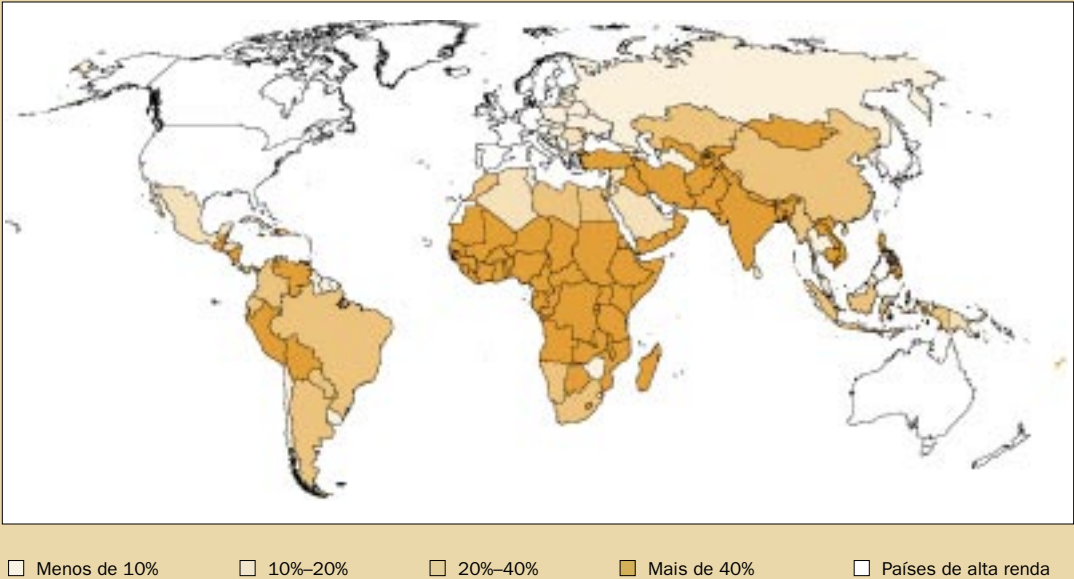 Menos de 10% 10%–20% 20%–40% Mais de 40% Países de alta renda